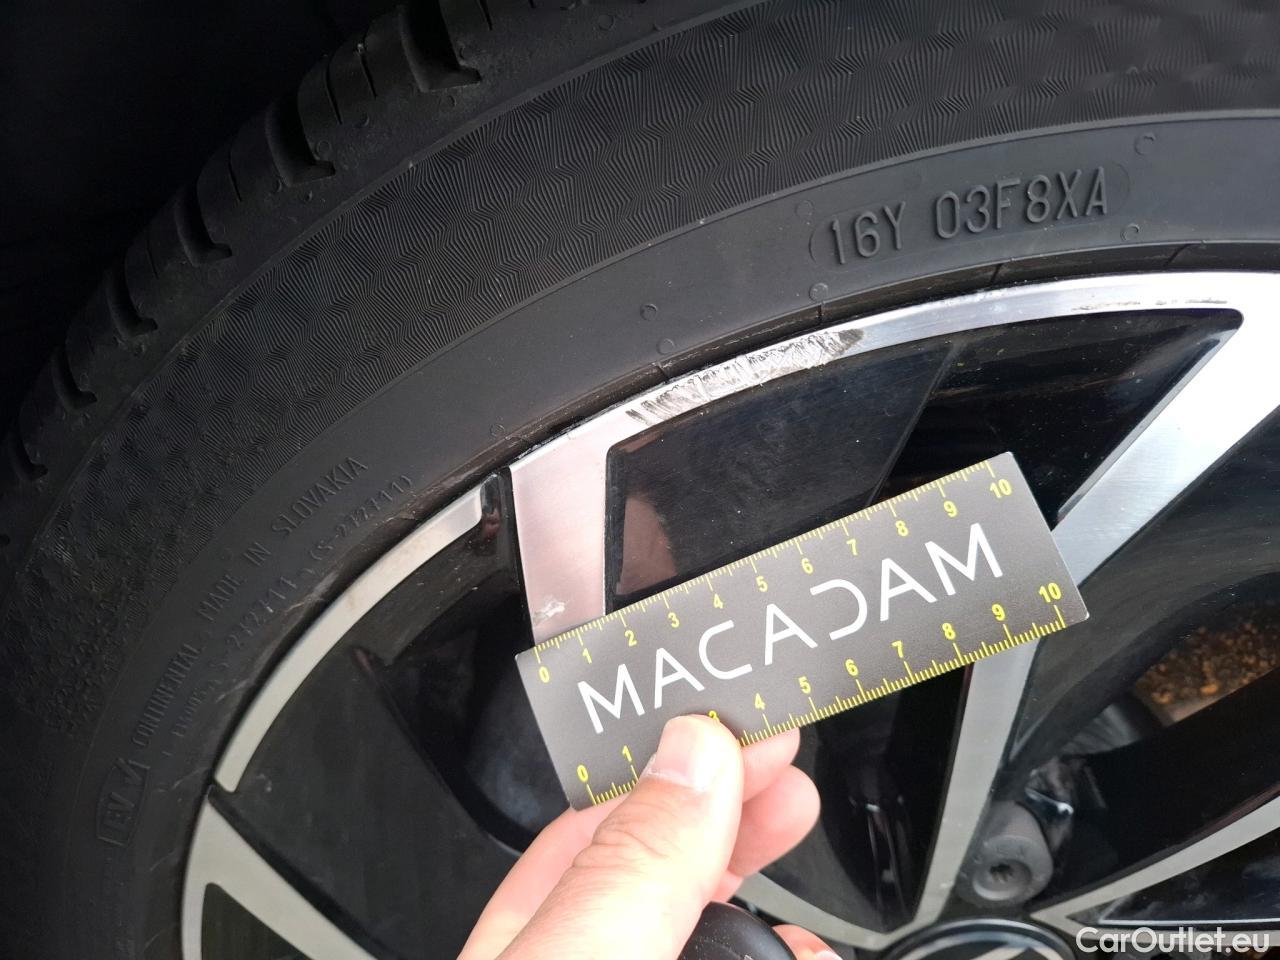 16Y 03F8XA
CONTINENTAL MADE IN SLOVAKIA
EV
0 1 2 3 4 5 6 7 8 9 10
MACADAM
0 1 3 4 5 6 7 8 9 10
CarOutlet.eu